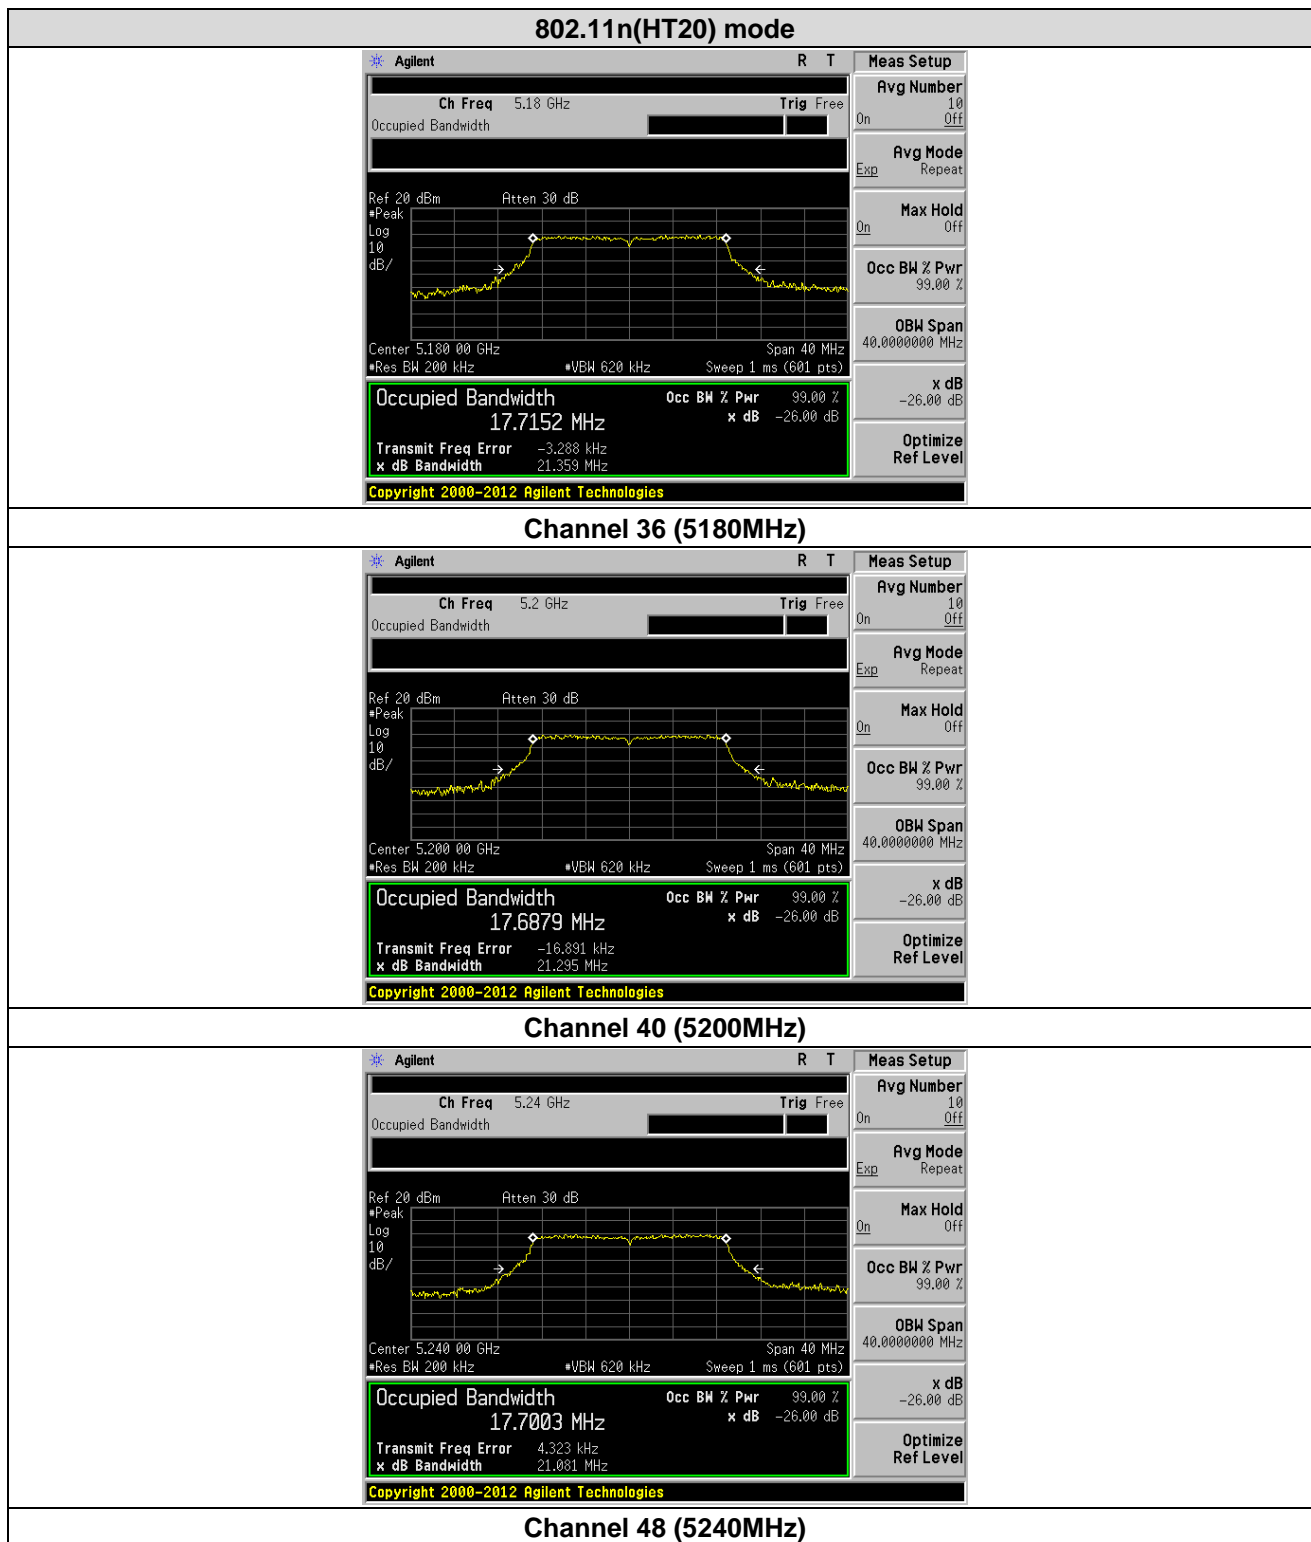 802.11n(HT20) mode
Agilent R T Meas Setup
Ch Freq 5.18 GHz Trig Free
Occupied Bandwidth
Avg Number
10
On Off
Avg Mode
Exp Repeat
Max Hold
On Off
Occ BW % Pwr
99.00 %
OBW Span
40.0000000 MHz
x dB
-26.00 dB
Optimize
Ref Level
Ref 20 dBm Atten 30 dB
#Peak
Log
10
dB/
Center 5.180 00 GHz Span 40 MHz
#Res BW 200 kHz #VBW 620 kHz Sweep 1 ms (601 pts)
Occupied Bandwidth Occ BW % Pwr 99.00 %
17.7152 MHz x dB -26.00 dB
Transmit Freq Error -3.288 kHz
x dB Bandwidth 21.359 MHz
Copyright 2000-2012 Agilent Technologies
Channel 36 (5180MHz)
Agilent R T Meas Setup
Ch Freq 5.2 GHz Trig Free
Occupied Bandwidth
Avg Number
10
On Off
Avg Mode
Exp Repeat
Max Hold
On Off
Occ BW % Pwr
99.00 %
OBW Span
40.0000000 MHz
x dB
-26.00 dB
Optimize
Ref Level
Ref 20 dBm Atten 30 dB
#Peak
Log
10
dB/
Center 5.200 00 GHz Span 40 MHz
#Res BW 200 kHz #VBW 620 kHz Sweep 1 ms (601 pts)
Occupied Bandwidth Occ BW % Pwr 99.00 %
17.6879 MHz x dB -26.00 dB
Transmit Freq Error -16.891 kHz
x dB Bandwidth 21.295 MHz
Copyright 2000-2012 Agilent Technologies
Channel 40 (5200MHz)
Agilent R T Meas Setup
Ch Freq 5.24 GHz Trig Free
Occupied Bandwidth
Avg Number
10
On Off
Avg Mode
Exp Repeat
Max Hold
On Off
Occ BW % Pwr
99.00 %
OBW Span
40.0000000 MHz
x dB
-26.00 dB
Optimize
Ref Level
Ref 20 dBm Atten 30 dB
#Peak
Log
10
dB/
Center 5.240 00 GHz Span 40 MHz
#Res BW 200 kHz #VBW 620 kHz Sweep 1 ms (601 pts)
Occupied Bandwidth Occ BW % Pwr 99.00 %
17.7003 MHz x dB -26.00 dB
Transmit Freq Error 4.323 kHz
x dB Bandwidth 21.081 MHz
Copyright 2000-2012 Agilent Technologies
Channel 48 (5240MHz)